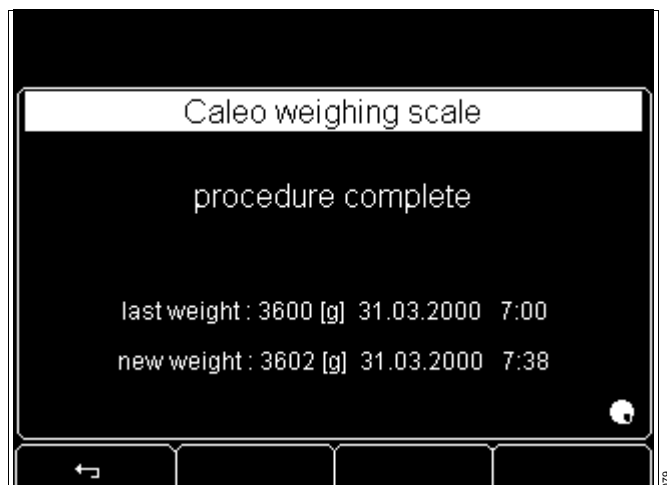 Caleo weighing scale
procedure complete
last weight : 3600 [g] 31.03.2000 7:00
new weight : 3602 [g] 31.03.2000 7:38